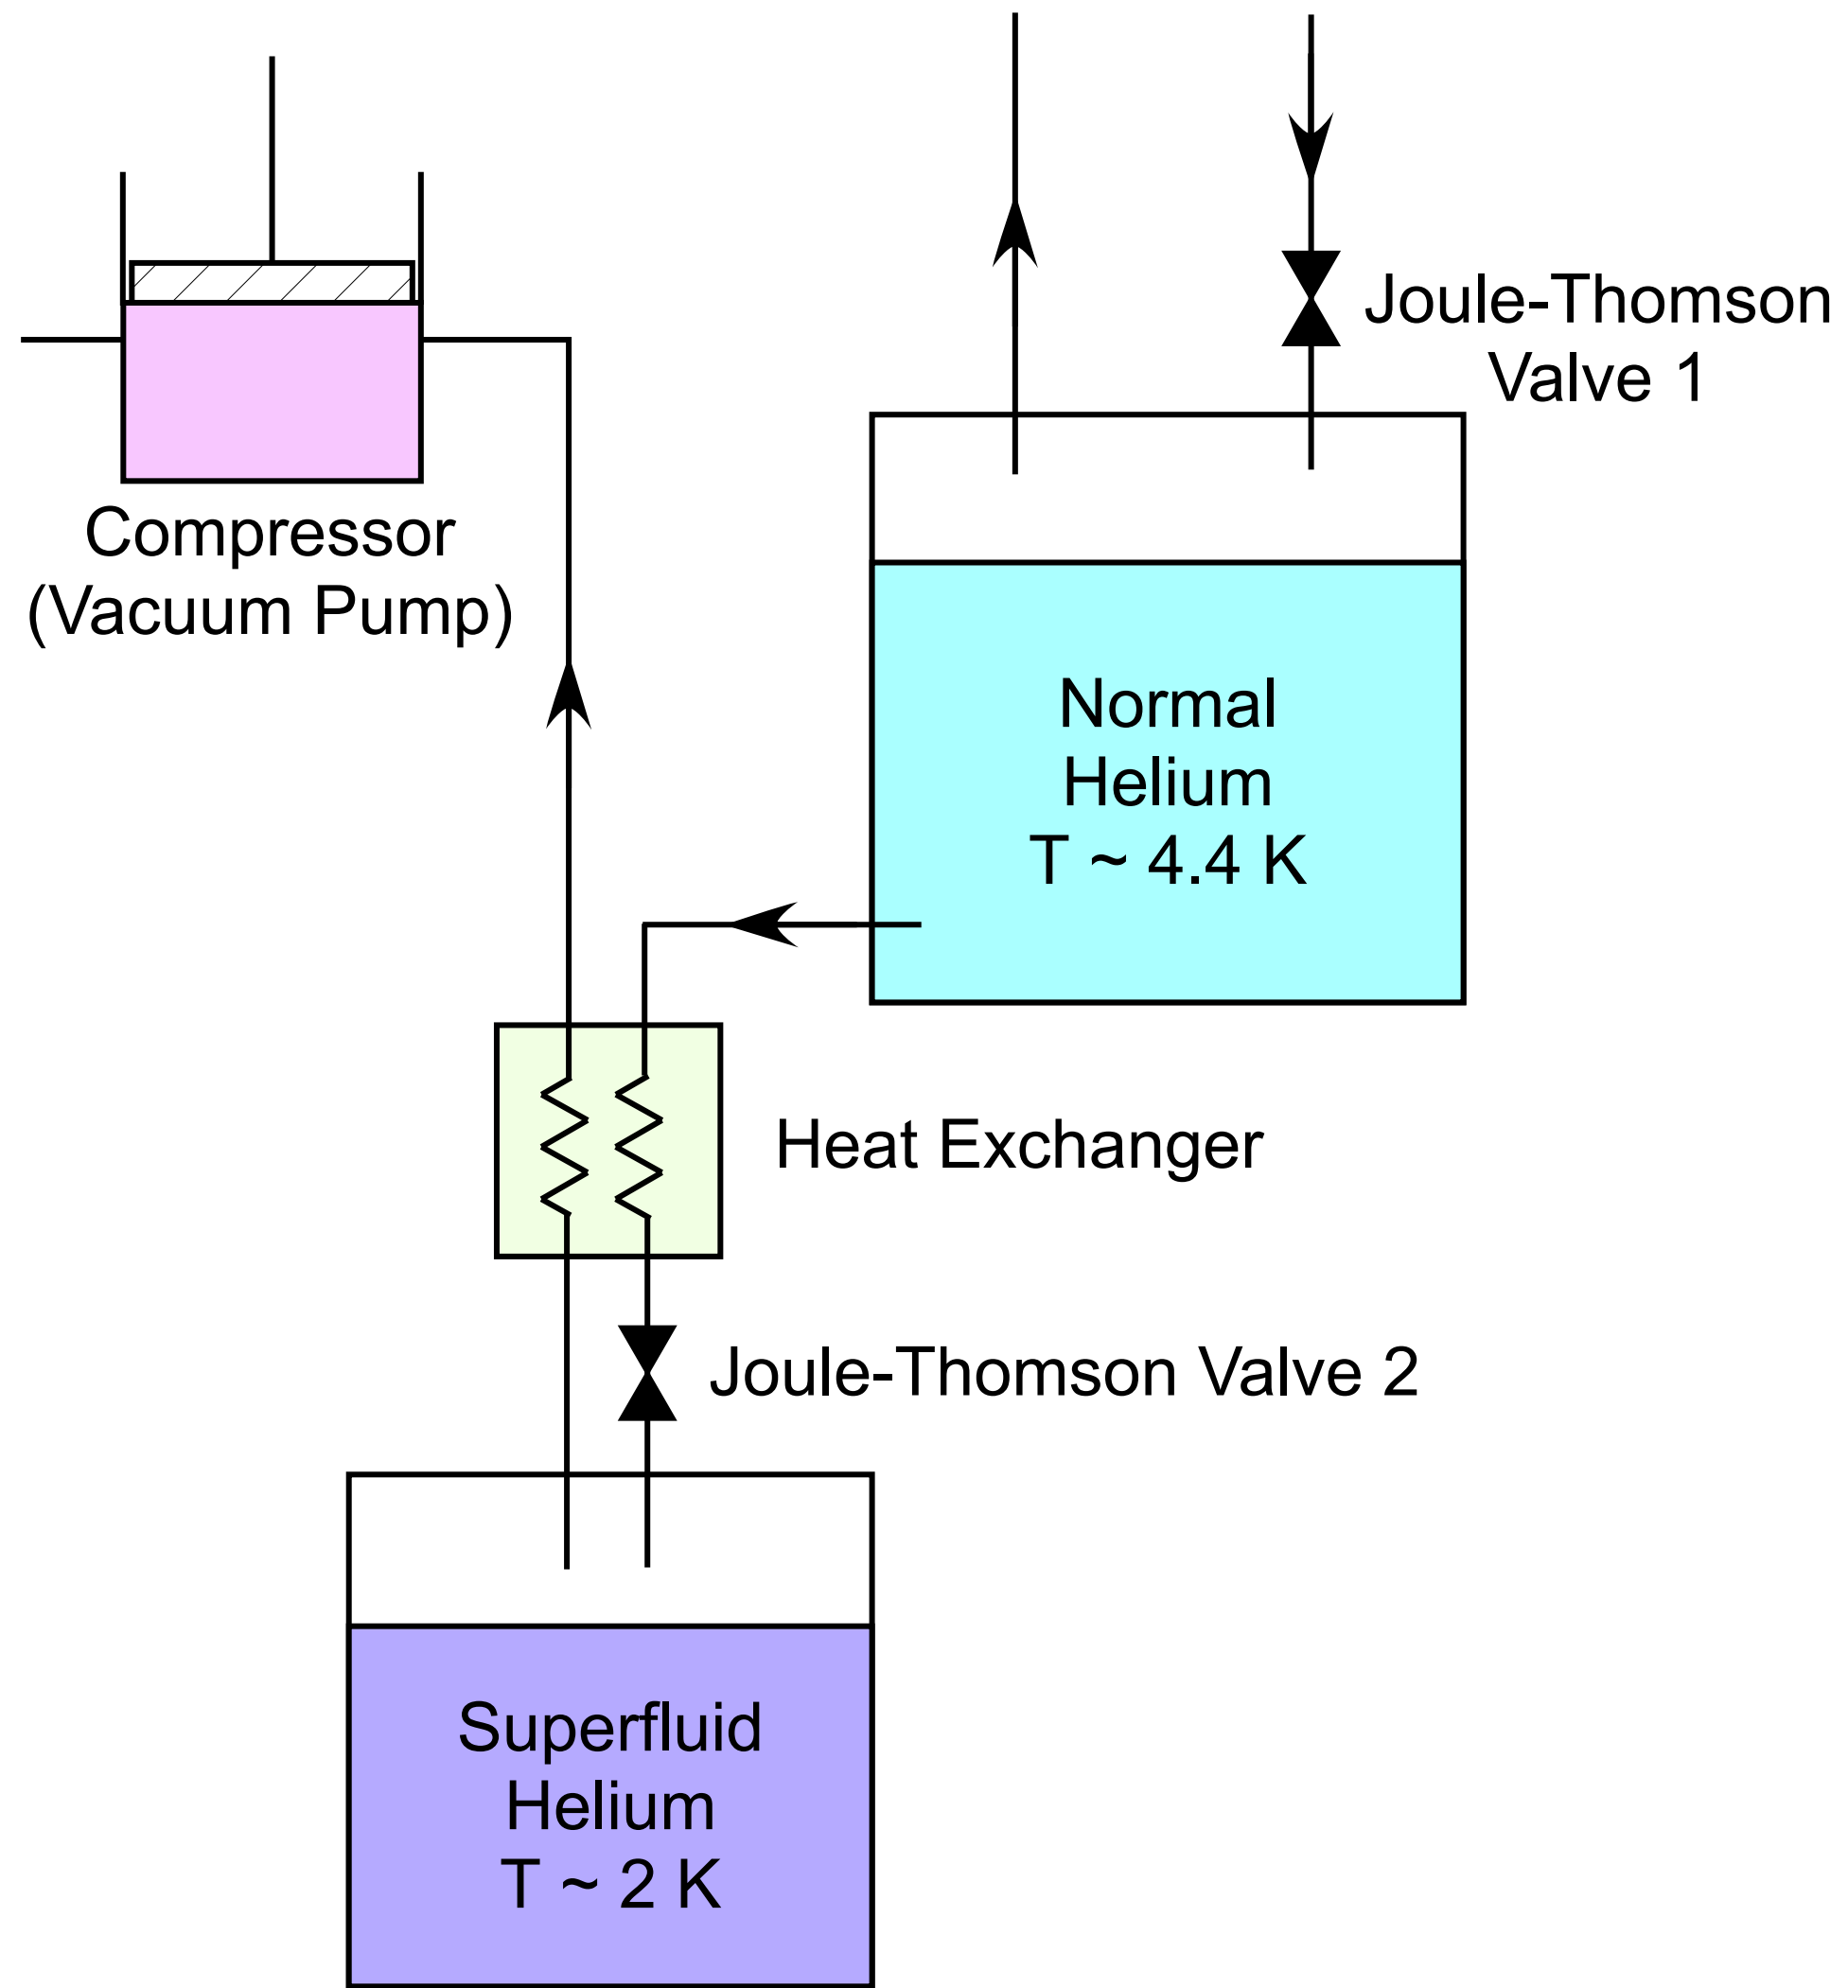 Joule-Thomson
Valve 1
Compressor
(Vacuum Pump)
Normal
Helium
T ~ 4.4 K
Heat Exchanger
Joule-Thomson Valve 2
Superfluid
Helium
T ~ 2 K